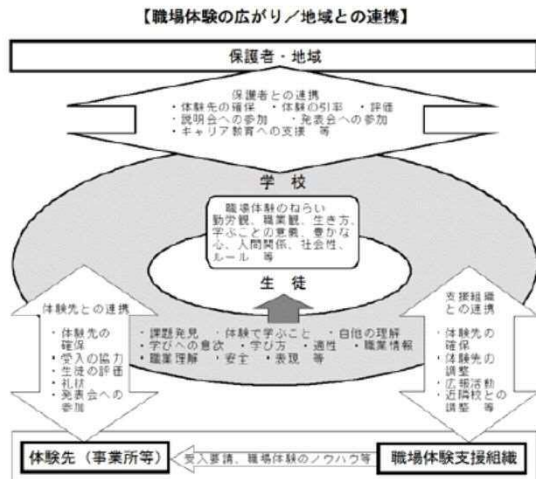 【職場体験の広がり／地域との連携】
保護者・地域
保護者との連携
・体験先の確保　・体験の引率　・評価
・説明会への参加　・発表会への参加
・キャリア教育への支援　等
学　校
職場体験のねらい
勤労観、職業観、生き方、
学ぶことの意義、豊かな
心、人間関係、社会性、
ルール　等
生　徒
体験先との連携
・体験先の
確保
・受入の協力
・生徒の評価
・礼状
・発表会への
参加
・課題発見　・体験で学ぶこと　・自他の理解
・学びへの意欲　・学び方　・適性　・職業情報
・職業理解　・安全　・表現　等
支援組織
との連携
・体験先の
確保
・体験先の
調整
・広報活動
・近隣校との
調整　等
体験先（事業所等）
受入要請、職場体験のノウハウ等
職場体験支援組織